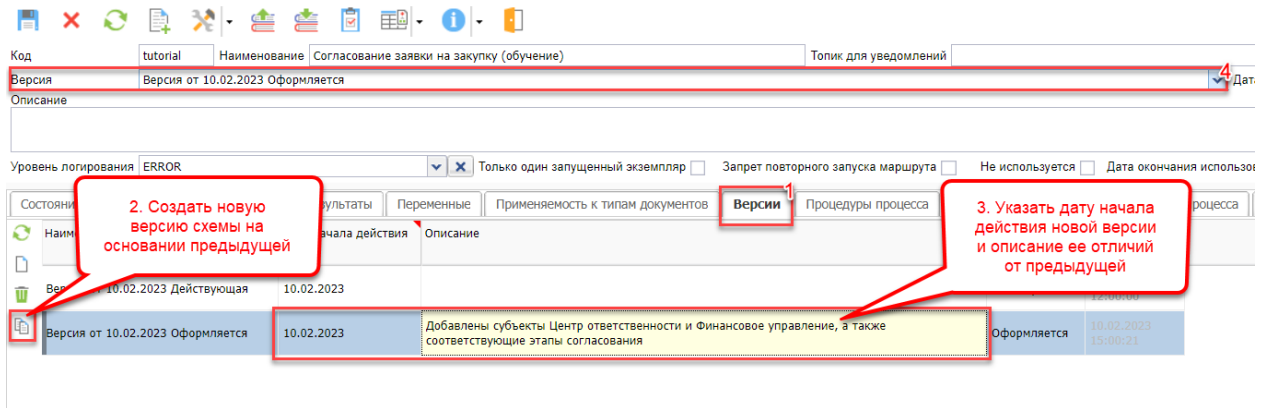 Код tutorial Наименование Согласование заявки на закупку (обучение) Топик для уведомлений
Версия Версия от 10.02.2023 Оформляется 4
Описание
Уровень логирования ERROR Только один запущенный экземпляр Запрет повторного запуска маршрута Не используется Дата окончания
Переменные Применяемость к типам документов Версии 1 Процедуры процесса
2. Создать новую
версию схемы на
основании предыдущей
3. Указать дату начала
действия новой версии
и описание ее отличий
от предыдущей
начала действия Описание
10.02.2023 Действующая 10.02.2023
12:00:00
Версия от 10.02.2023 Оформляется 10.02.2023 Добавлены субъекты Центр ответственности и Финансовое управление, а также Оформляется 10.02.2023
соответствующие этапы согласования 15:00:21